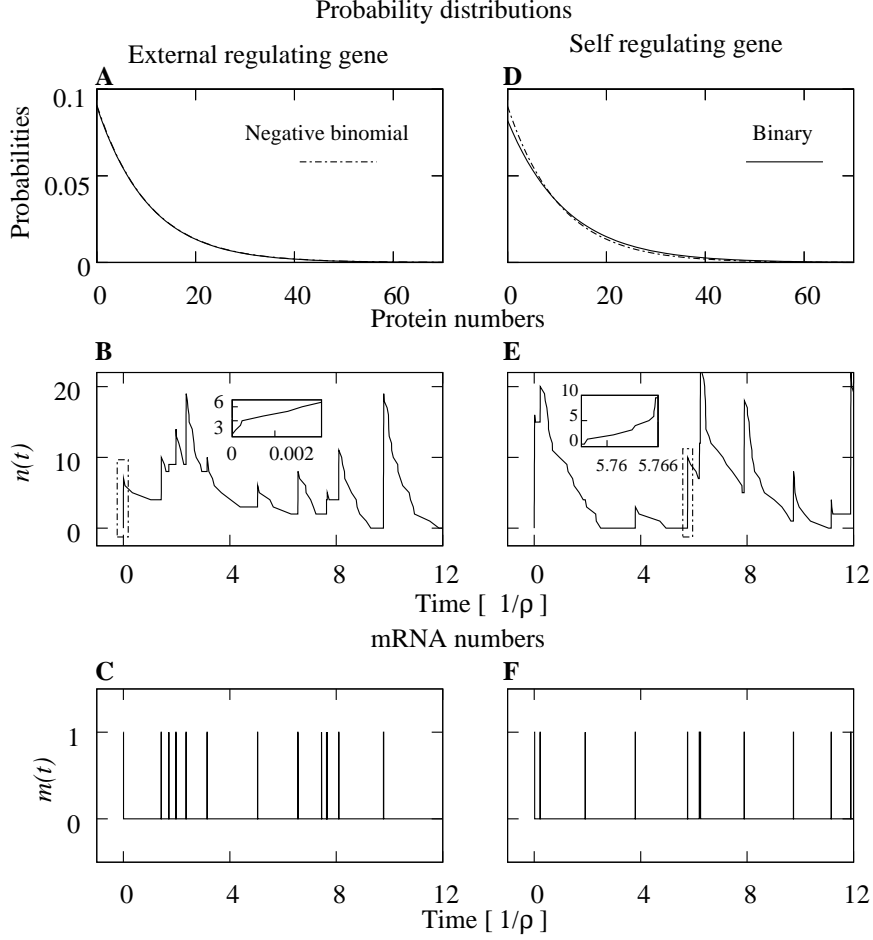 Probability distributions
External regulating gene
Self regulating gene
A
D
Probabilities
0.1
0.05
0
Negative binomial
Binary
0 20 40 60
0 20 40 60
Protein numbers
B
E
n(t)
20
10
0
6
3
0 0.002
10
5
0
5.76 5.766
0 4 8 12
0 4 8 12
Time [ 1/ρ ]
mRNA numbers
C
F
m(t)
1
0
0 4 8 12
0 4 8 12
Time [ 1/ρ ]